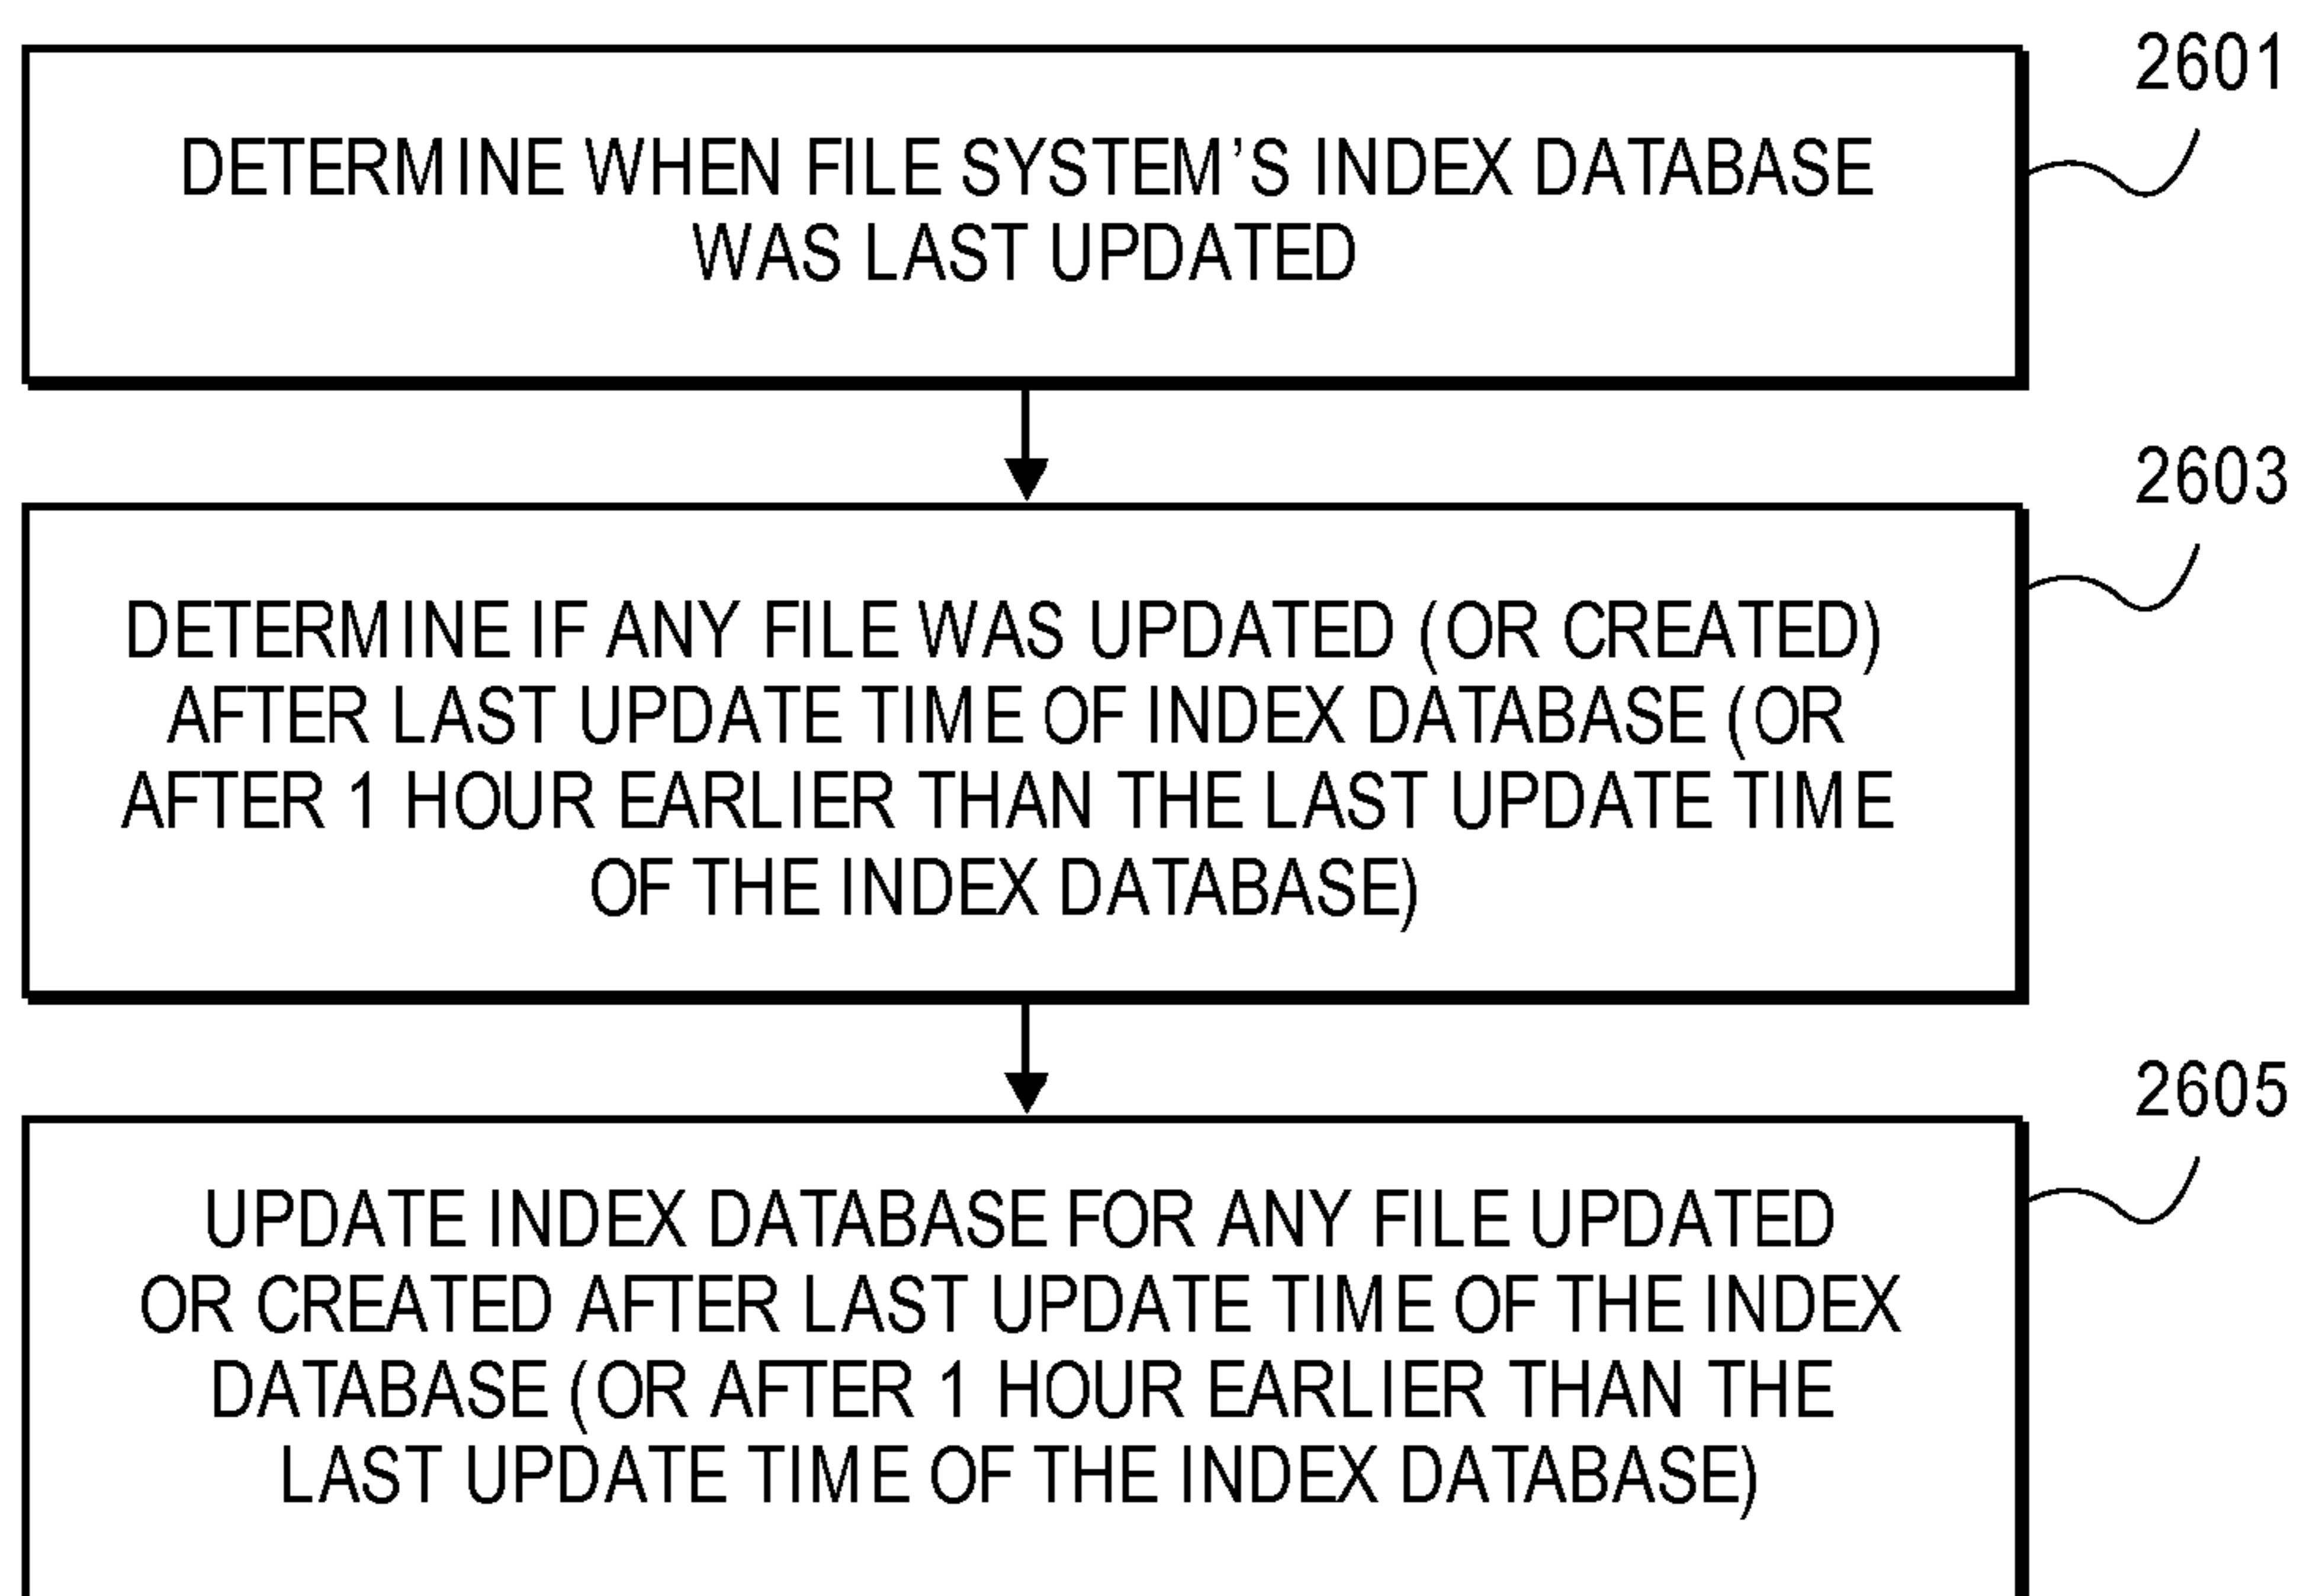 2601
DETERMINE WHEN FILE SYSTEM'S INDEX DATABASE
WAS LAST UPDATED
2603
DETERMINE IF ANY FILE WAS UPDATED (OR CREATED)
AFTER LAST UPDATE TIME OF INDEX DATABASE (OR
AFTER 1 HOUR EARLIER THAN THE LAST UPDATE TIME
OF THE INDEX DATABASE)
2605
UPDATE INDEX DATABASE FOR ANY FILE UPDATED
OR CREATED AFTER LAST UPDATE TIME OF THE INDEX
DATABASE (OR AFTER 1 HOUR EARLIER THAN THE
LAST UPDATE TIME OF THE INDEX DATABASE)